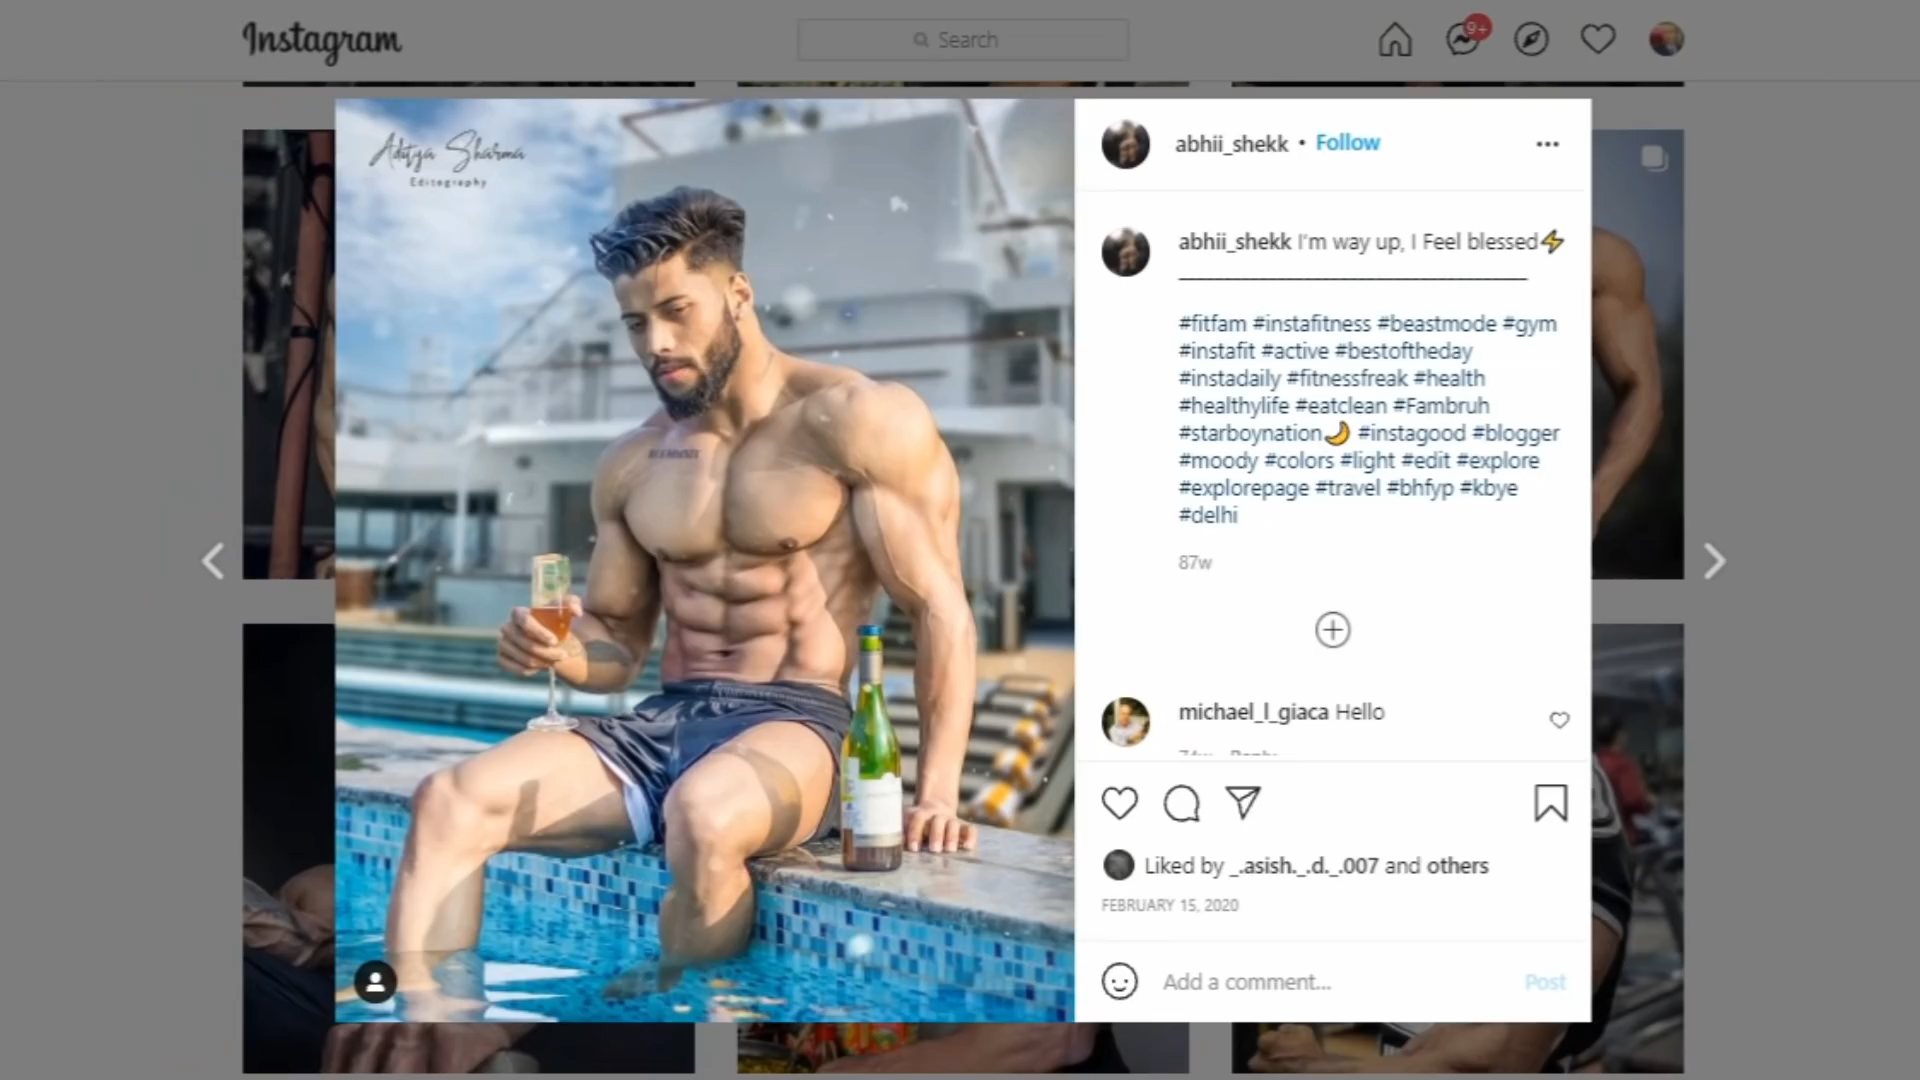 Instagram
Search
9+
Aditya Sharma
Editography
abhii_shekk • Follow
abhii_shekk I'm way up, I Feel blessed⚡
#fitfam #instafitness #beastmode #gym
#instafit #active #bestoftheday
#instadaily #fitnessfreak #health
#healthylife #eatclean #Fambruh
#starboynation🌙 #instagood #blogger
#moody #colors #light #edit #explore
#explorepage #travel #bhfyp #kbye
#delhi
87w
michael_l_giaca Hello
Liked by _.asish._.d._.007 and others
FEBRUARY 15, 2020
Add a comment...
Post